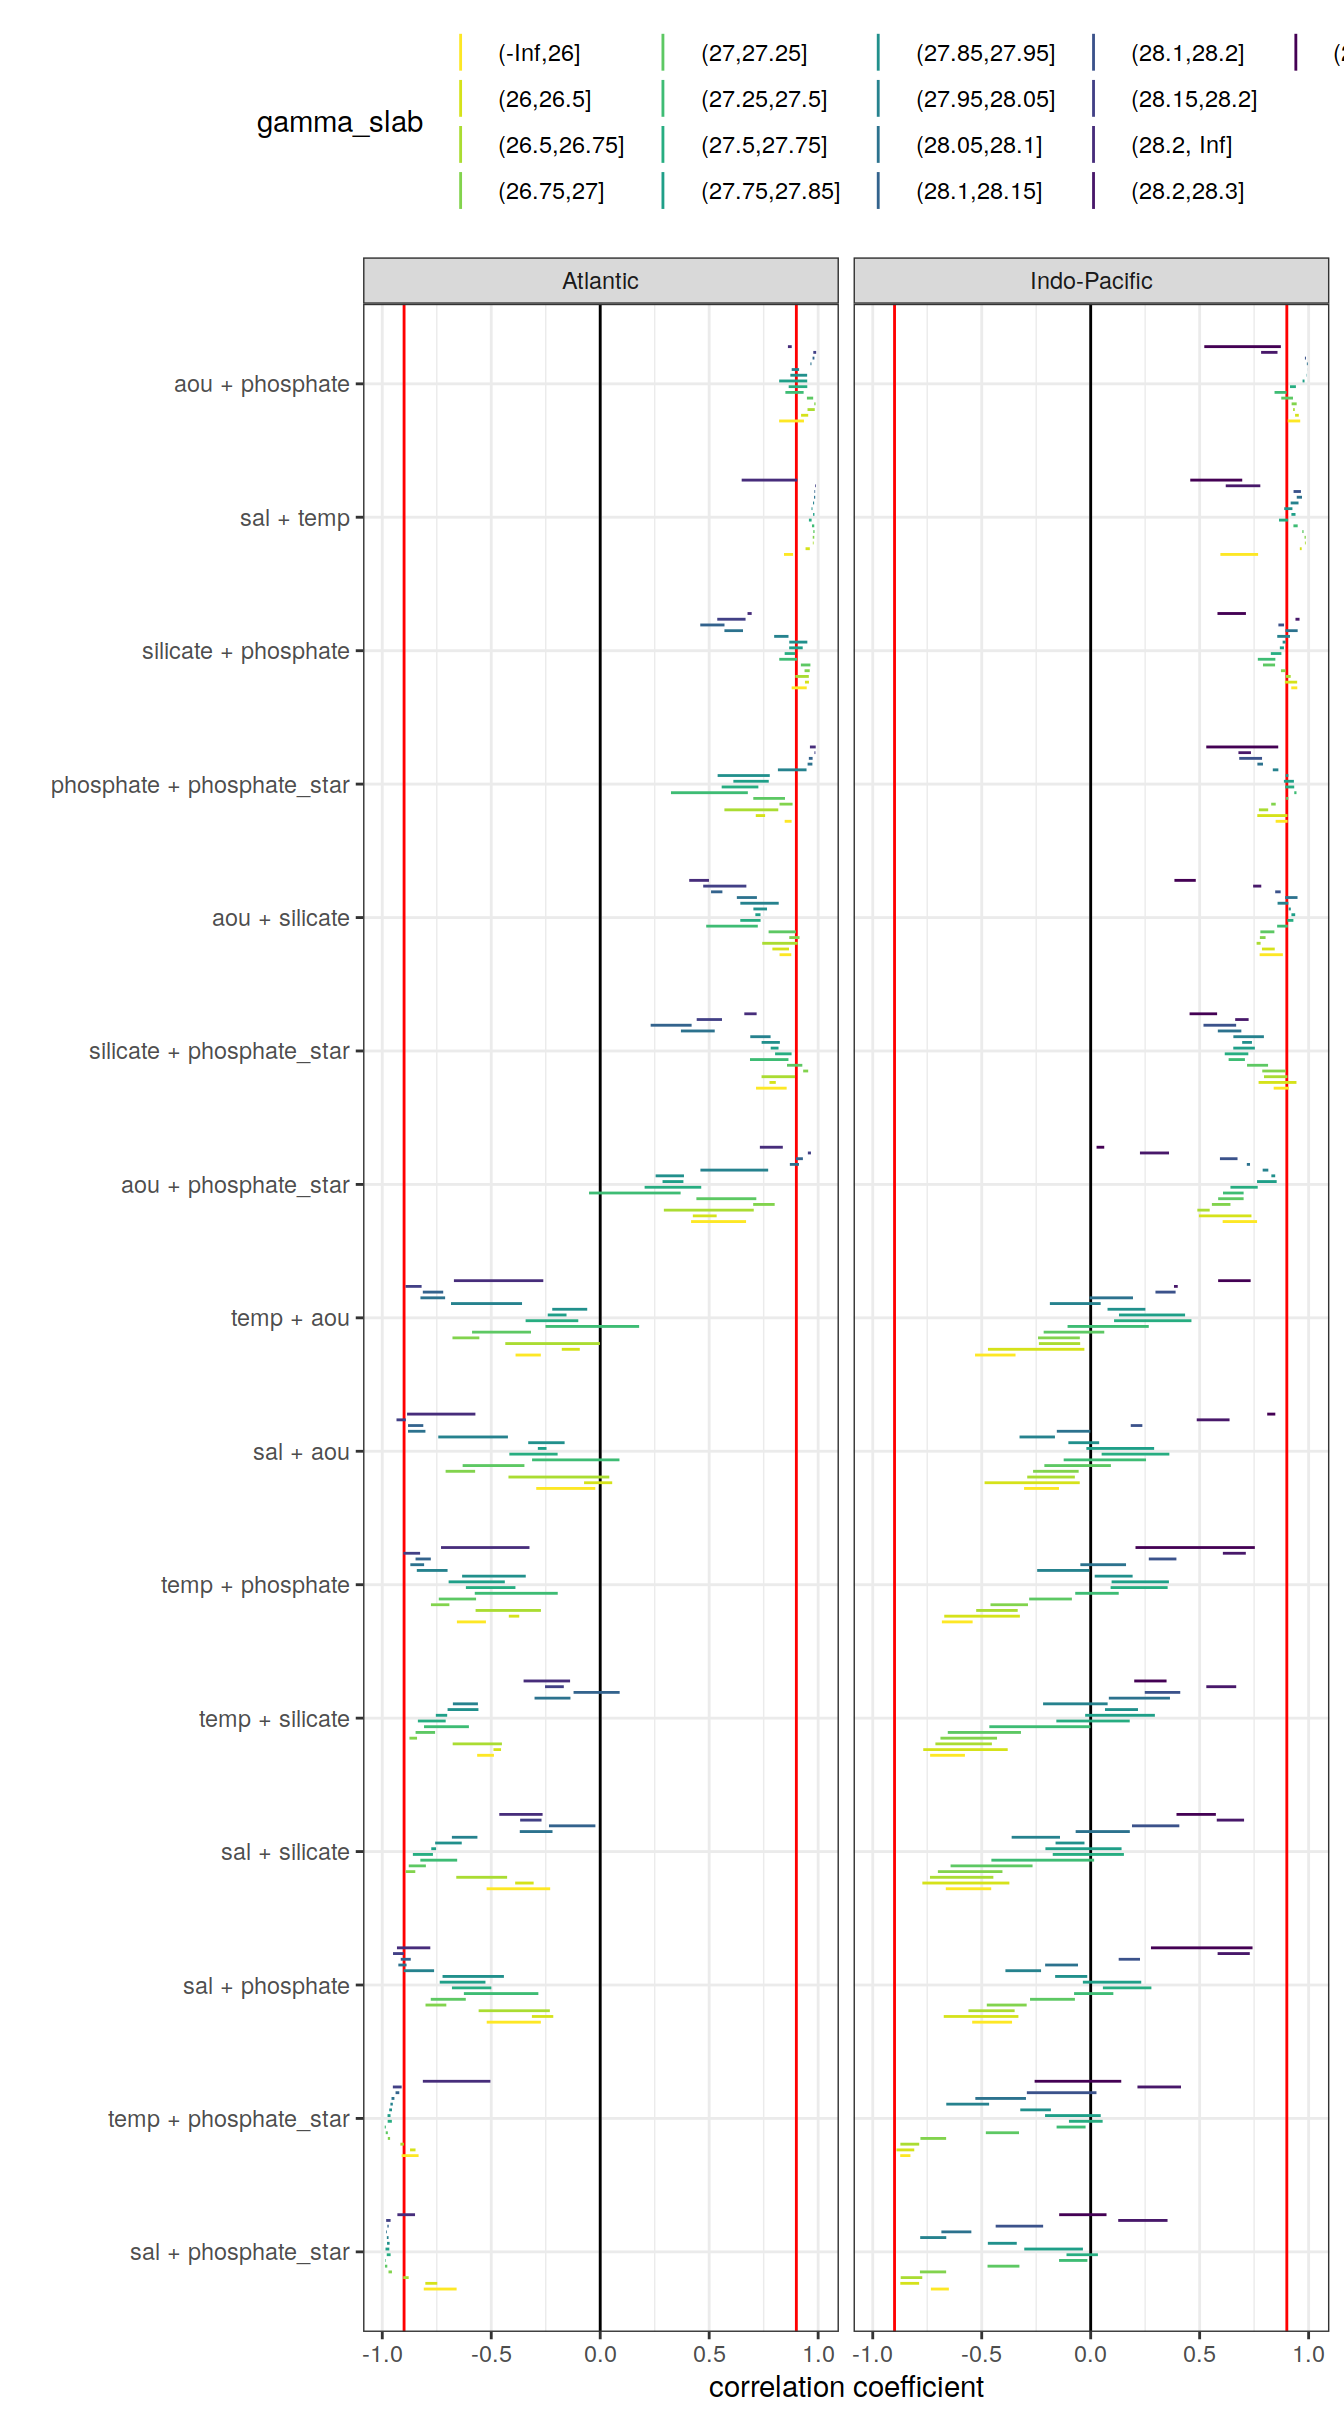 gamma_slab
(-Inf,26] (27,27.25] (27.85,27.95] (28.1,28.2]
(26,26.5] (27.25,27.5] (27.95,28.05] (28.15,28.2]
(26.5,26.75] (27.5,27.75] (28.05,28.1] (28.2, Inf]
(26.75,27] (27.75,27.85] (28.1,28.15] (28.2,28.3]
Atlantic Indo-Pacific
aou + phosphate
sal + temp
silicate + phosphate
phosphate + phosphate_star
aou + silicate
silicate + phosphate_star
aou + phosphate_star
temp + aou
sal + aou
temp + phosphate
temp + silicate
sal + silicate
sal + phosphate
temp + phosphate_star
sal + phosphate_star
-1.0 -0.5 0.0 0.5 1.0 -1.0 -0.5 0.0 0.5 1.0
correlation coefficient